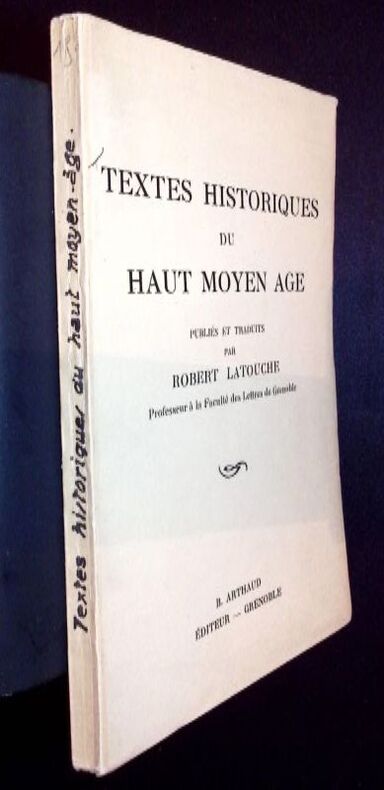 Textes historiques du haut moyen-âge.
TEXTES HISTORIQUES
DU
HAUT MOYEN AGE
PUBLIÉS ET TRADUITS
PAR
ROBERT LATOUCHE
Professeur à la Faculté des Lettres de Grenoble
B. ARTHAUD
ÉDITEUR — GRENOBLE